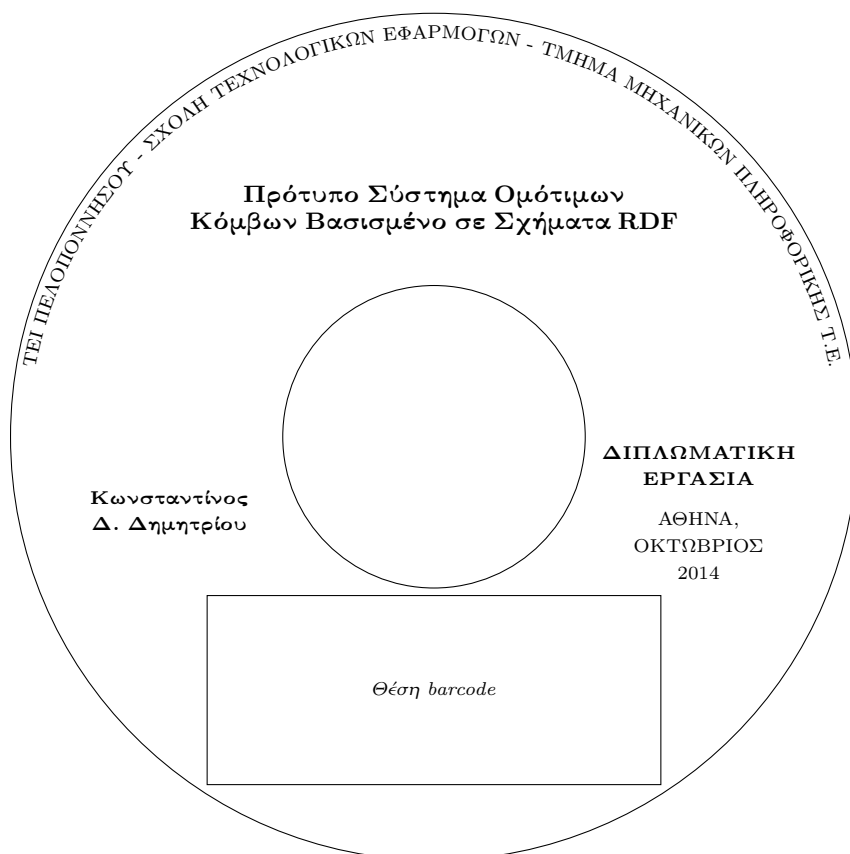 ΤΕΙ ΠΕΛΟΠΟΝΝΗΣΟΥ - ΣΧΟΛΗ ΤΕΧΝΟΛΟΓΙΚΩΝ ΕΦΑΡΜΟΓΩΝ - ΤΜΗΜΑ ΜΗΧΑΝΙΚΩΝ ΠΛΗΡΟΦΟΡΙΚΗΣ Τ.Ε.
Πρότυπο Σύστημα Ομότιμων
Κόμβων Βασισμένο σε Σχήματα RDF
Κωνσταντίνος
Δ. Δημητρίου
ΔΙΠΛΩΜΑΤΙΚΗ
ΕΡΓΑΣΙΑ
ΑΘΗΝΑ,
ΟΚΤΩΒΡΙΟΣ
2014
Θέση barcode